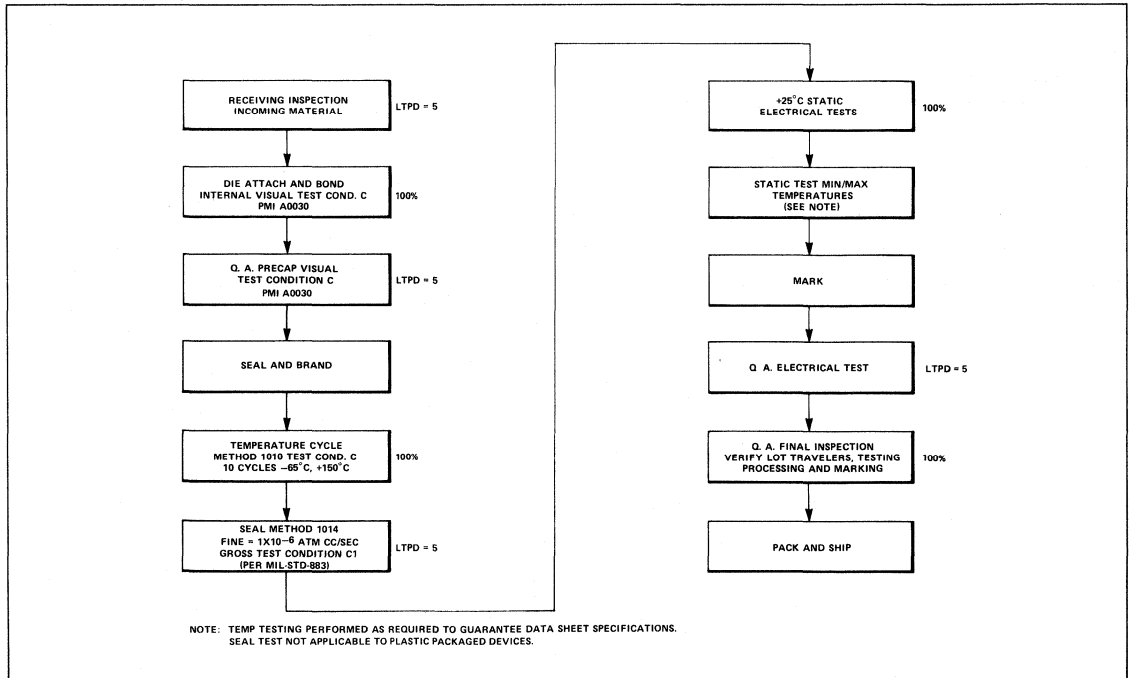 RECEIVING INSPECTION
INCOMING MATERIAL
LTPD = 5
DIE ATTACH AND BOND
INTERNAL VISUAL TEST COND. C
PMI A0030
100%
Q. A. PRECAP VISUAL
TEST CONDITION C
PMI A0030
LTPD = 5
SEAL AND BRAND
TEMPERATURE CYCLE
METHOD 1010 TEST COND. C
10 CYCLES −65°C, +150°C
100%
SEAL METHOD 1014
FINE = 1X10−6 ATM CC/SEC
GROSS TEST CONDITION C1
(PER MIL-STD-883)
LTPD = 5
+25°C STATIC
ELECTRICAL TESTS
100%
STATIC TEST MIN/MAX
TEMPERATURES
(SEE NOTE)
MARK
Q A. ELECTRICAL TEST
LTPD = 5
Q. A. FINAL INSPECTION
VERIFY LOT TRAVELERS, TESTING
PROCESSING AND MARKING
100%
PACK AND SHIP
NOTE: TEMP TESTING PERFORMED AS REQUIRED TO GUARANTEE DATA SHEET SPECIFICATIONS.
SEAL TEST NOT APPLICABLE TO PLASTIC PACKAGED DEVICES.